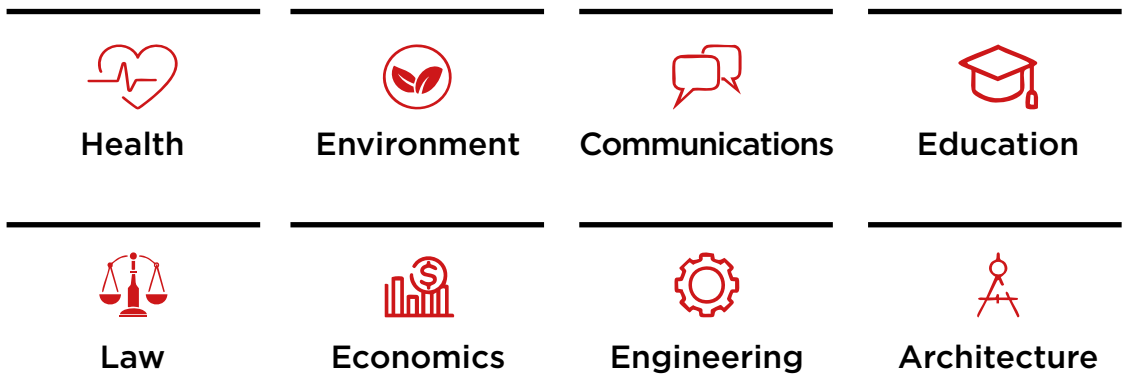 Health
Environment
Communications
Education
Law
$
Economics
Engineering
Architecture